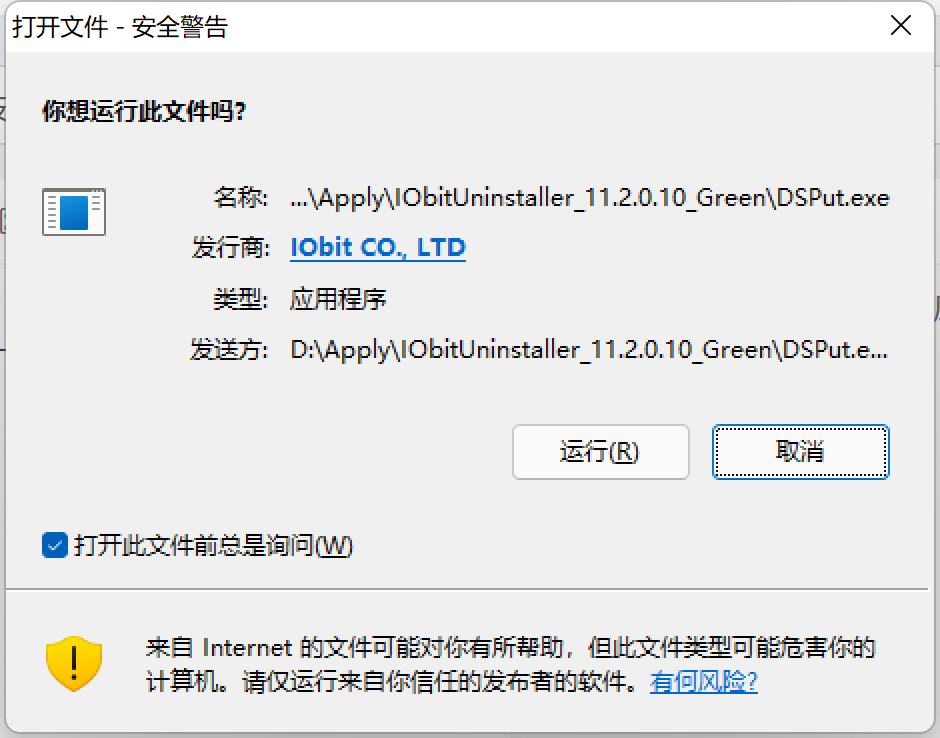 打开文件 - 安全警告
你想运行此文件吗?
名称: ...\Apply\IObitUninstaller_11.2.0.10_Green\DSPut.exe
发行商: IObit CO., LTD
类型: 应用程序
发送方: D:\Apply\IObitUninstaller_11.2.0.10_Green\DSPut.e...
运行(R) 取消
打开此文件前总是询问(W)
来自 Internet 的文件可能对你有所帮助，但此文件类型可能危害你的
计算机。请仅运行来自你信任的发布者的软件。有何风险?